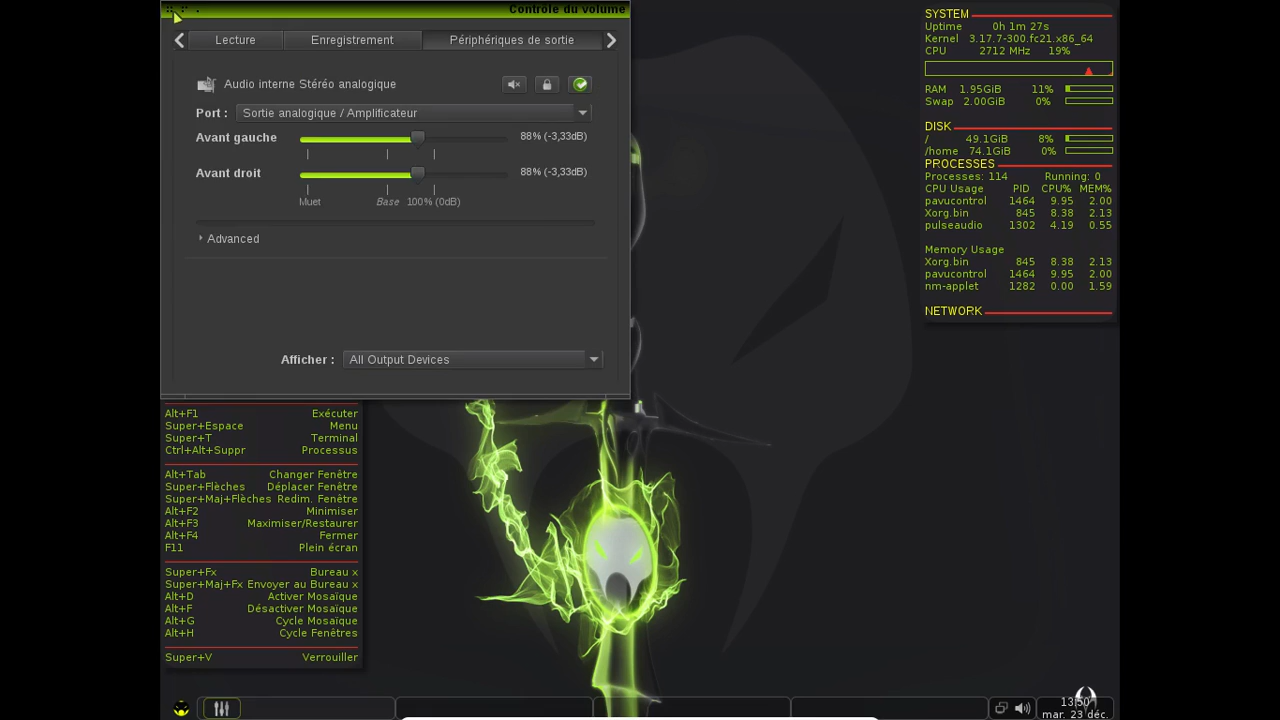 Contrôle du volume
Lecture Enregistrement Périphériques de sortie
Audio interne Stéréo analogique
Port : Sortie analogique / Amplificateur
Avant gauche 88% (-3,33dB)
Avant droit 88% (-3,33dB)
Muet Base 100% (0dB)
Advanced
Afficher : All Output Devices
Alt+F1 Exécuter
Super+Espace Menu
Super+T Terminal
Ctrl+Alt+Suppr Processus
Alt+Tab Changer Fenêtre
Super+Flèches Déplacer Fenêtre
Super+Maj+Flèches Redim. Fenêtre
Alt+F2 Minimiser
Alt+F3 Maximiser/Restaurer
Alt+F4 Fermer
F11 Plein écran
Super+Fx Bureau x
Super+Maj+Fx Envoyer au Bureau x
Alt+D Activer Mosaïque
Alt+F Désactiver Mosaïque
Alt+G Cycle Mosaïque
Alt+H Cycle Fenêtres
Super+V Verrouiller
SYSTEM
Uptime 0h 1m 27s
Kernel 3.17.7-300.fc21.x86_64
CPU 2712 MHz 19%
RAM 1.95GiB 11%
Swap 2.00GiB 0%
DISK
/ 49.1GiB 8%
/home 74.1GiB 0%
PROCESSES
Processes: 114 Running: 0
CPU Usage PID CPU% MEM%
pavucontrol 1464 9.95 2.00
Xorg.bin 845 8.38 2.13
pulseaudio 1302 4.19 0.55
Memory Usage
Xorg.bin 845 8.38 2.13
pavucontrol 1464 9.95 2.00
nm-applet 1282 0.00 1.59
NETWORK
13:50
mar. 23 déc.